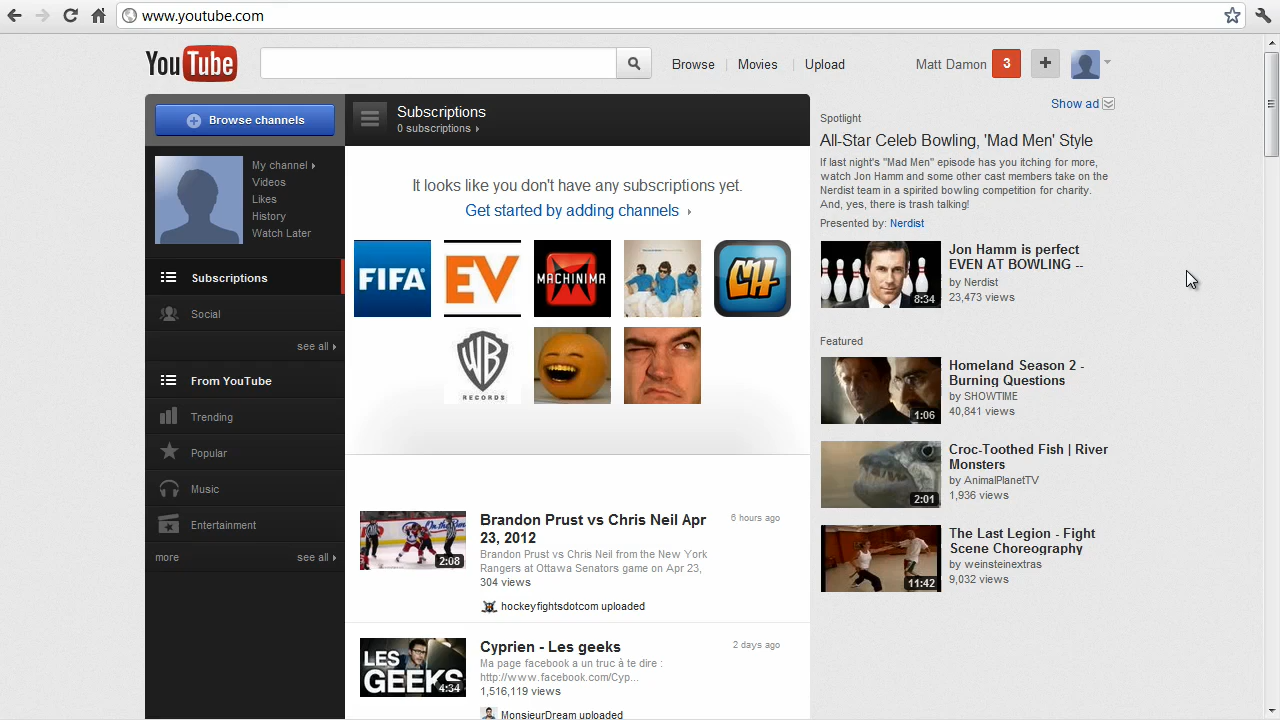 www.youtube.com
YouTube
Browse
Movies
Upload
Matt Damon
3
+
Browse channels
Subscriptions
0 subscriptions
Show ad
Spotlight
All-Star Celeb Bowling, 'Mad Men' Style
If last night's "Mad Men" episode has you itching for more,
watch Jon Hamm and some other cast members take on the
Nerdist team in a spirited bowling competition for charity.
And, yes, there is trash talking!
Presented by: Nerdist
My channel
Videos
Likes
History
Watch Later
Subscriptions
Social
see all
From YouTube
Trending
Popular
Music
Entertainment
more
see all
It looks like you don't have any subscriptions yet.
Get started by adding channels
FIFA
EV
MACHINIMA
CH
WB
RECORDS
2:08
Brandon Prust vs Chris Neil Apr
23, 2012
6 hours ago
Brandon Prust vs Chris Neil from the New York
Rangers at Ottawa Senators game on Apr 23,
304 views
hockeyfightsdotcom uploaded
LES
GEEKS
4:34
Cyprien - Les geeks
2 days ago
Ma page facebook a un truc à te dire :
http://www.facebook.com/Cyp...
1,516,119 views
MonsieurDream uploaded
8:34
Jon Hamm is perfect
EVEN AT BOWLING --
by Nerdist
23,473 views
Featured
1:06
Homeland Season 2 -
Burning Questions
by SHOWTIME
40,841 views
2:01
Croc-Toothed Fish | River
Monsters
by AnimalPlanetTV
1,936 views
11:42
The Last Legion - Fight
Scene Choreography
by weinsteinextras
9,032 views